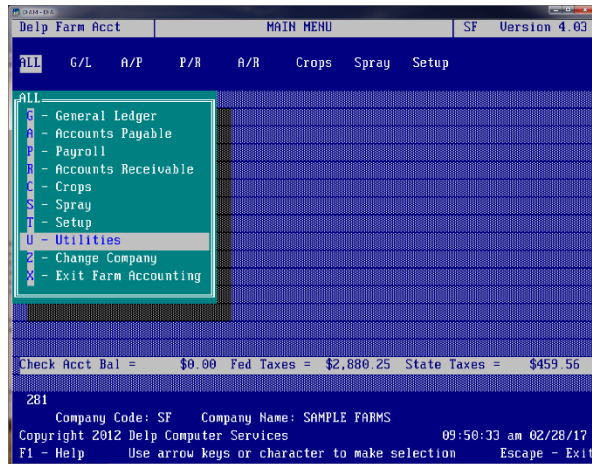 DIAM - DIA
Delp Farm Acct MAIN MENU SF Version 4.03
ALL G/L A/P P/R A/R Crops Spray Setup
ALL
G - General Ledger
A - Accounts Payable
P - Payroll
R - Accounts Receivable
C - Crops
S - Spray
T - Setup
U - Utilities
Z - Change Company
X - Exit Farm Accounting
Check Acct Bal = $0.00 Fed Taxes = $2,880.25 State Taxes = $459.56
281
Company Code: SF Company Name: SAMPLE FARMS
Copyright 2012 Delp Computer Services 09:50:33 am 02/28/17
F1 - Help Use arrow keys or character to make selection Escape - Exit